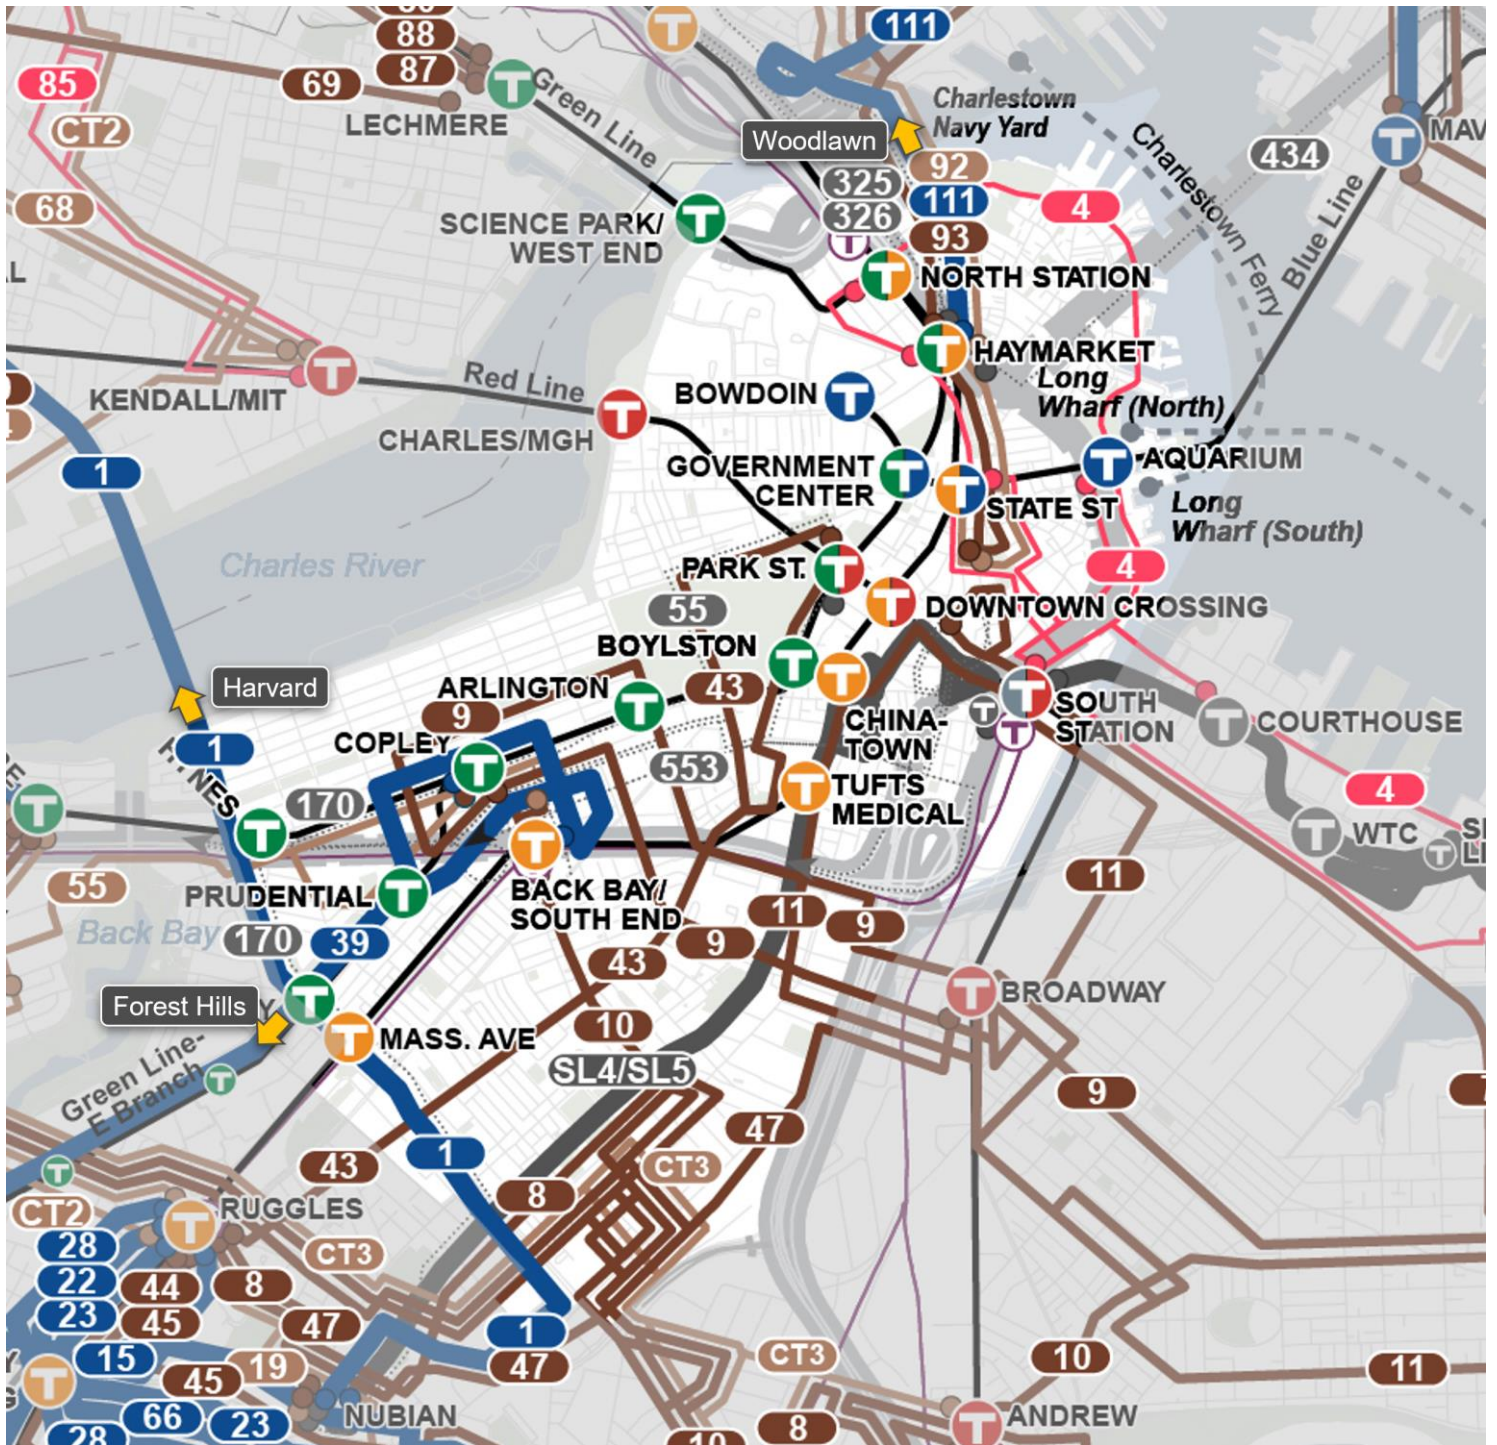 88
111
87
69
85
Green Line
LECHMERE
CT2
Charlestown
Navy Yard
Woodlawn
434
MAV
92
325
111
326
93
4
68
SCIENCE PARK/
WEST END
Charlestown Ferry
Blue Line
NORTH STATION
HAYMARKET
Red Line
KENDALL/MIT
BOWDOIN
Long
Wharf (North)
CHARLES/MGH
1
GOVERNMENT
CENTER
AQUARIUM
STATE ST
Long
Wharf (South)
Charles River
PARK ST.
4
55
DOWNTOWN CROSSING
BOYLSTON
Harvard
ARLINGTON
43
9
SOUTH
STATION
COURTHOUSE
CHINA-
TOWN
COPLEY
1
HYNES
553
170
TUFTS
MEDICAL
4
WTC
55
PRUDENTIAL
BACK BAY/
SOUTH END
11
11
9
9
Back Bay
170
39
43
Forest Hills
10
BROADWAY
MASS. AVE
SL4/SL5
Green Line-
E Branch
9
47
1
43
CT3
8
RUGGLES
CT2
28
CT3
22
44
8
23
45
47
1
47
15
45
19
CT3
10
11
66
23
NUBIAN
ANDREW
28
8
10